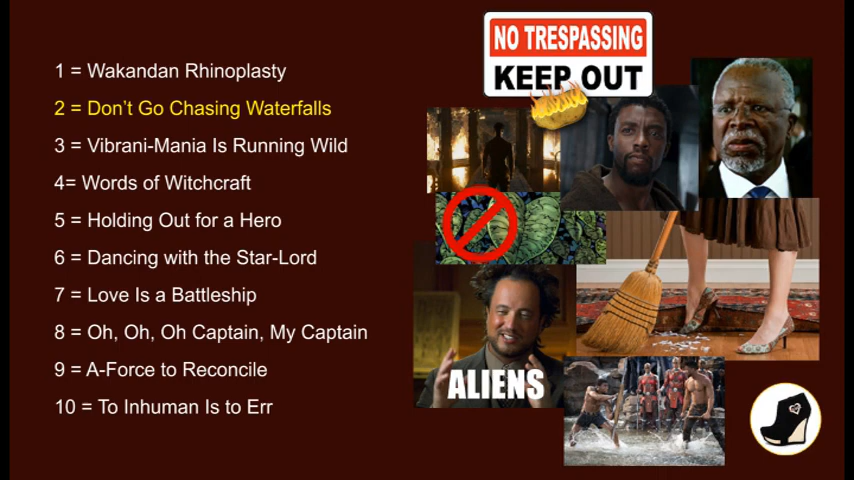 1 = Wakandan Rhinoplasty
2 = Don't Go Chasing Waterfalls
3 = Vibrani-Mania Is Running Wild
4= Words of Witchcraft
5 = Holding Out for a Hero
6 = Dancing with the Star-Lord
7 = Love Is a Battleship
8 = Oh, Oh, Oh Captain, My Captain
9 = A-Force to Reconcile
10 = To Inhuman Is to Err
NO TRESPASSING
KEEP OUT
ALIENS